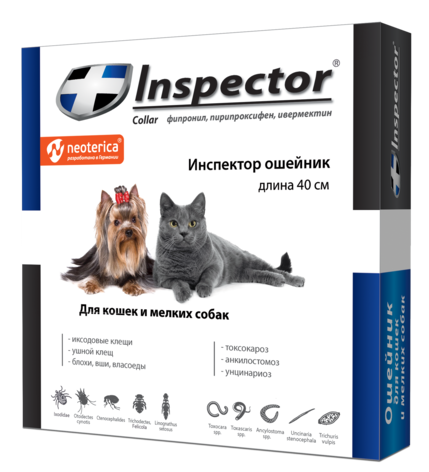 Inspector®
Collar фипронил, пирипроксифен, ивермектин
neoterica®
разработано в Германии
Инспектор ошейник
длина 40 см
Для кошек и мелких собак
- иксодовые клещи
- ушной клещ
- блохи, вши, власоеды
- токсокароз
- анкилостомоз
- унцинариоз
Ixodidae
Otodectes cynotis
Ctenocephalides
Trichodectes Felicola
Linognathus setosus
Toxocara spp.
Toxascaris spp.
Ancylostoma spp.
Uncinaria stenocephala
Trichuris vulpis
Inspector®
Ошейник
для кошек
и мелких собак